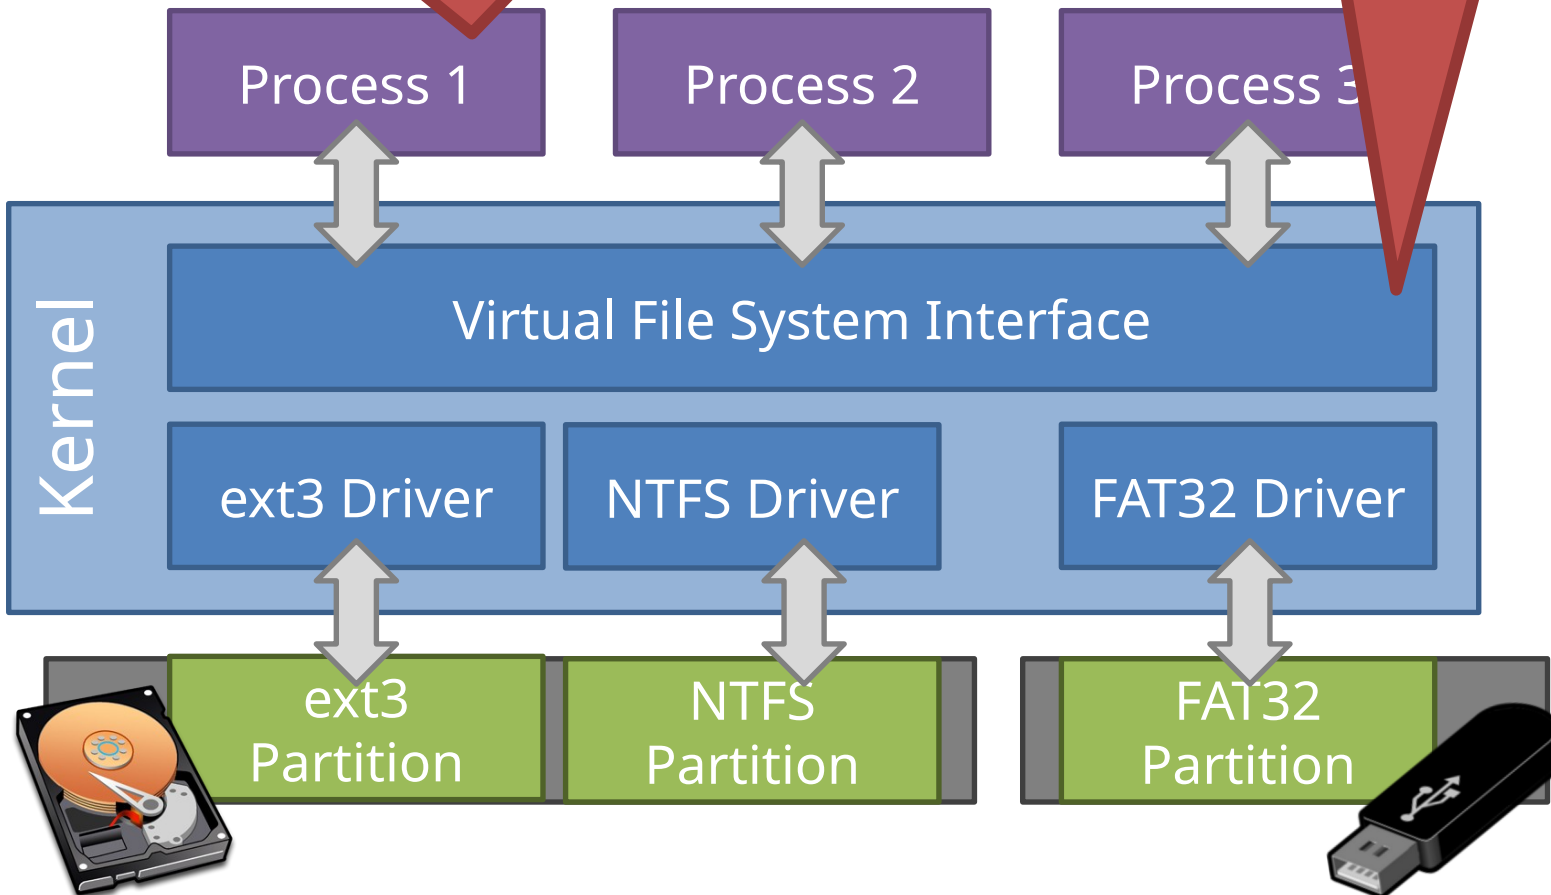 Process 1
Process 2
Process 3
Kernel
Virtual File System Interface
ext3 Driver
NTFS Driver
FAT32 Driver
ext3
Partition
NTFS
Partition
FAT32
Partition